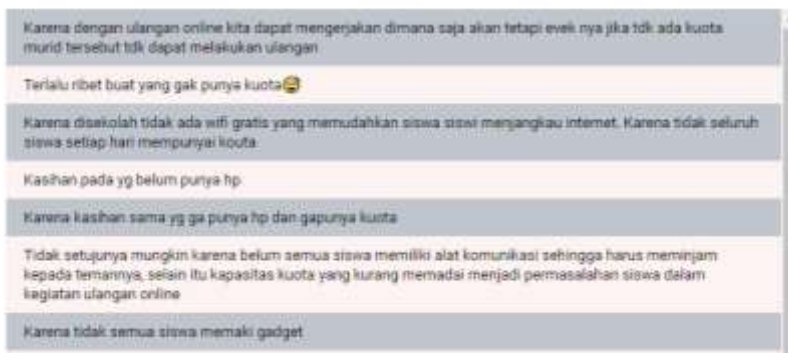 Karena dengan ulangan online kita dapat mengerjakan dimana saja akan tetapi evek nya jika tdk ada kuota
murid tersebut tdk dapat melakukan ulangan
Terlalu ribet buat yang gak punya kuota😅
Karena disekolah tidak ada wifi gratis yang memudahkan siswa siswi menjangkau internet. Karena tidak seluruh
siswa setiap hari mempunyai kouta
Kasihan pada yg belum punya hp
Karena kasihan sama yg ga punya hp dan gapunya kuota
Tidak setujunya mungkin karena belum semua siswa memiliki alat komunikasi sehingga harus meminjam
kepada temannya, selain itu kapasitas kuota yang kurang memadai menjadi permasalahan siswa dalam
kegiatan ulangan online
Karena tidak semua siswa memaki gadget